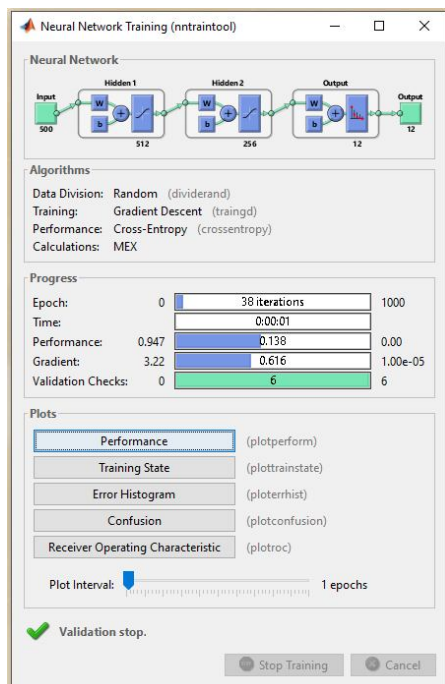 Neural Network Training (nntraintool)
Neural Network
Hidden 1 Hidden 2 Output
Input Output
W W W
b b b
500 512 256 12 12
Algorithms
Data Division: Random (dividerand)
Training: Gradient Descent (traingd)
Performance: Cross-Entropy (crossentropy)
Calculations: MEX
Progress
Epoch: 0 38 iterations 1000
Time: 0:00:01
Performance: 0.947 0.138 0.00
Gradient: 3.22 0.616 1.00e-05
Validation Checks: 0 6 6
Plots
Performance (plotperform)
Training State (plottrainstate)
Error Histogram (ploterrhist)
Confusion (plotconfusion)
Receiver Operating Characteristic (plotroc)
Plot Interval: 1 epochs
Validation stop.
Stop Training Cancel